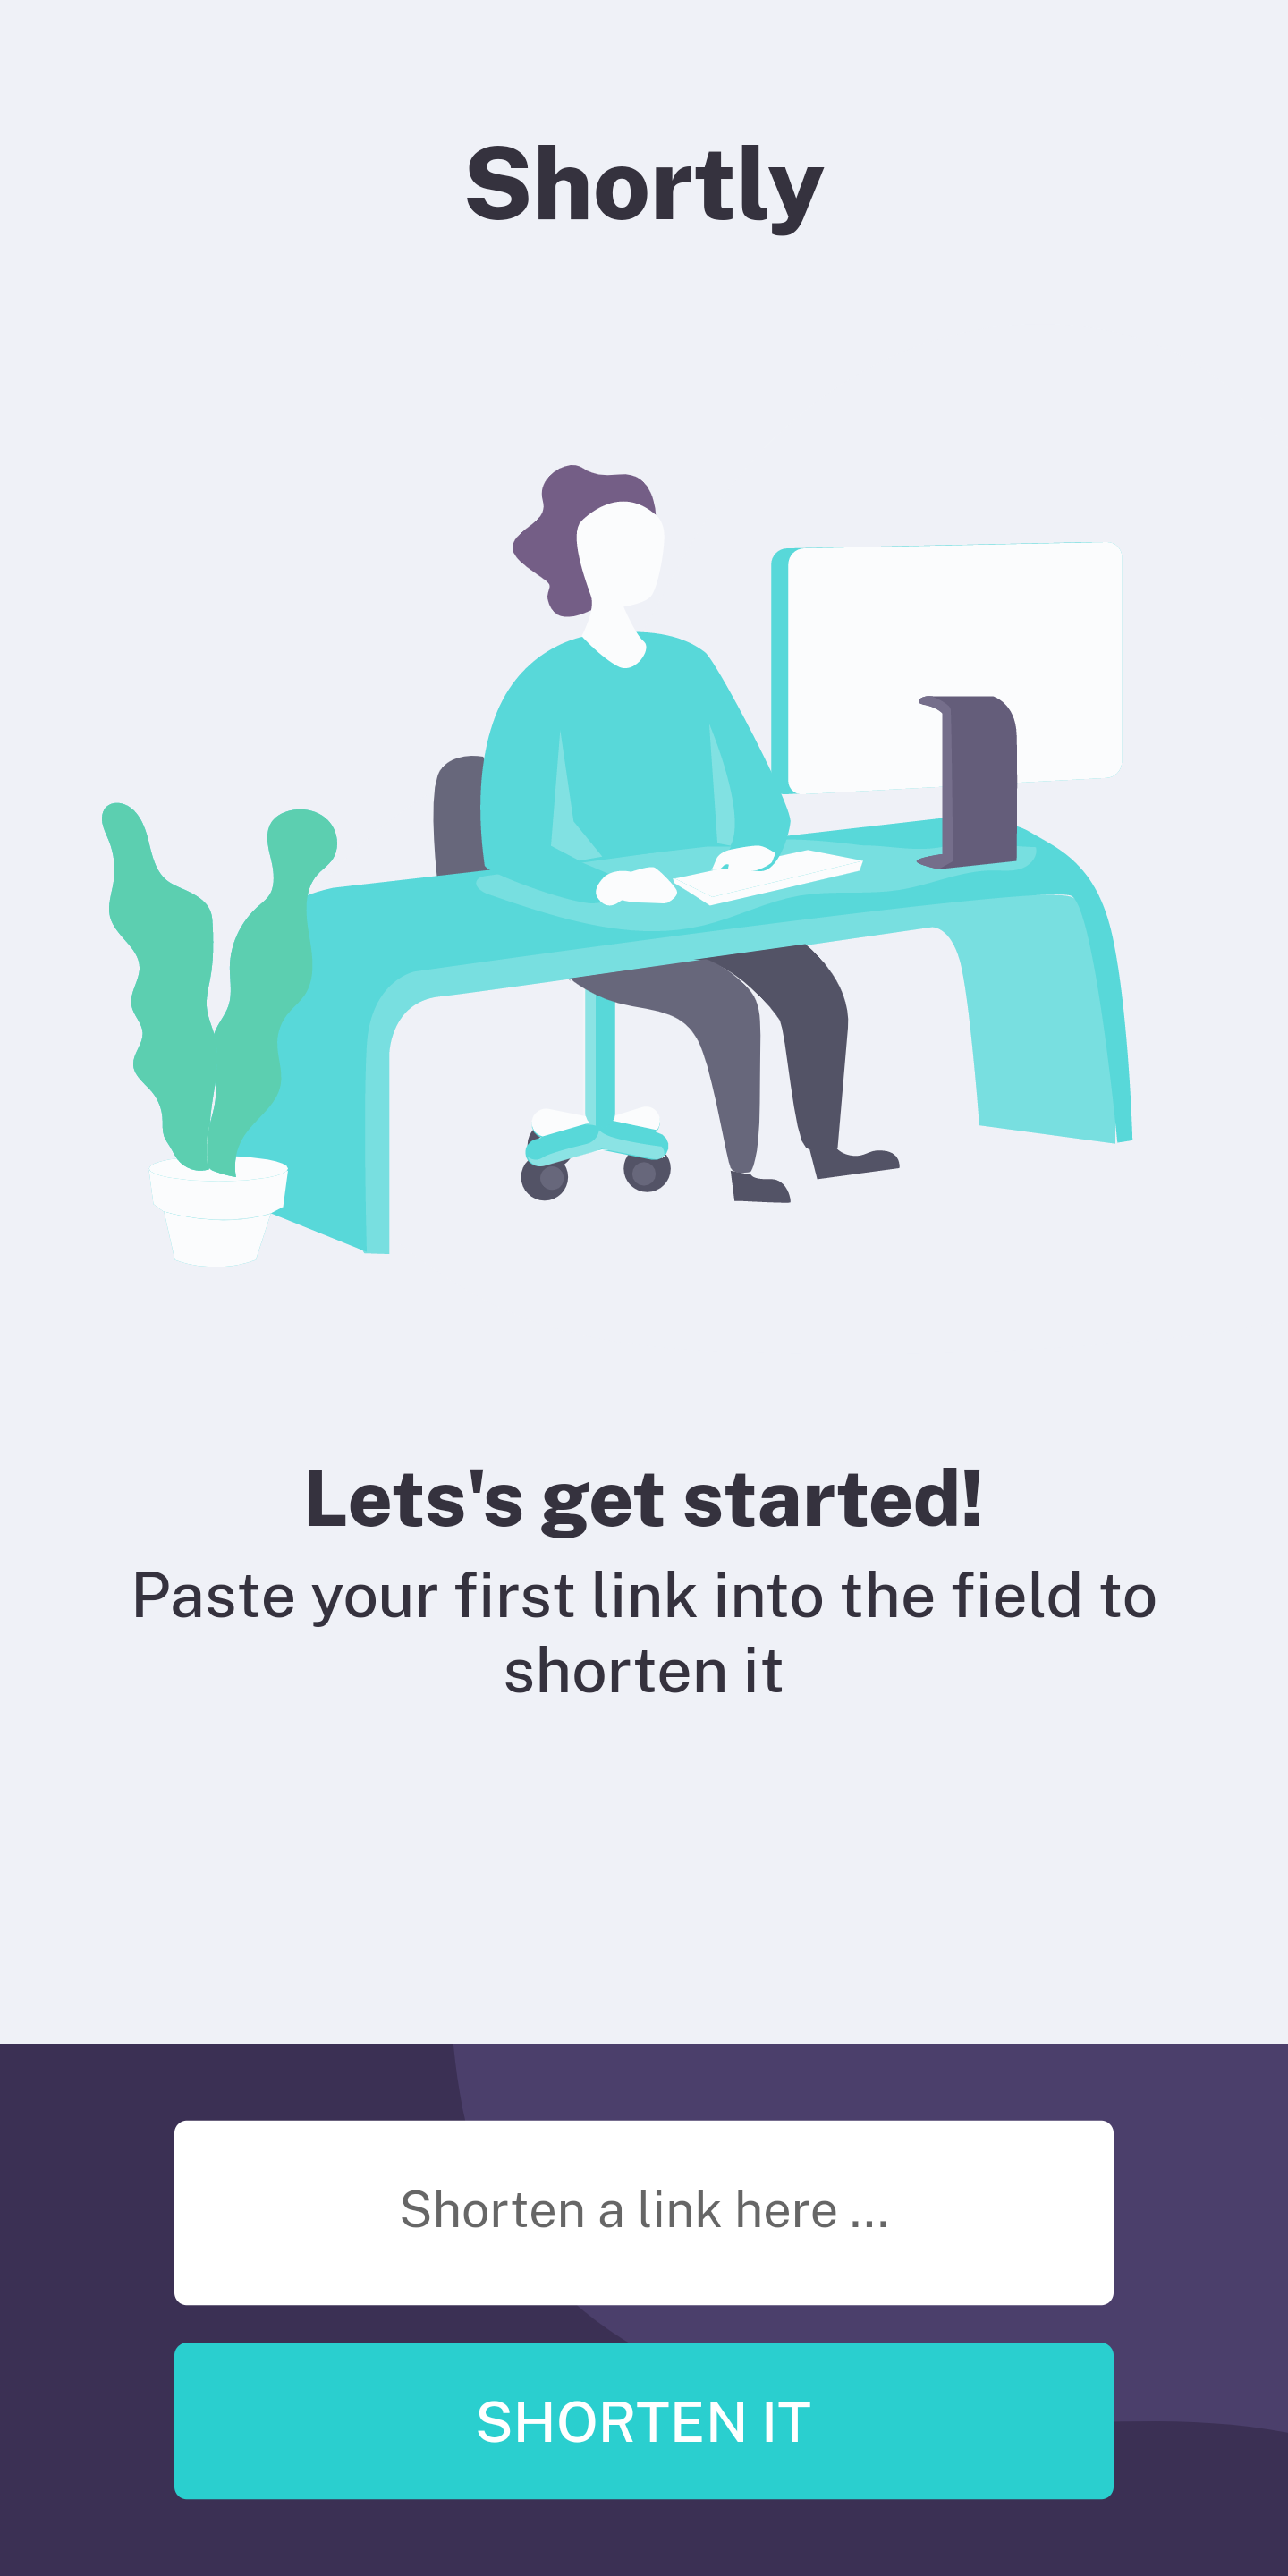 Shortly
Lets's get started!
Paste your first link into the field to
shorten it
Shorten a link here ...
SHORTEN IT